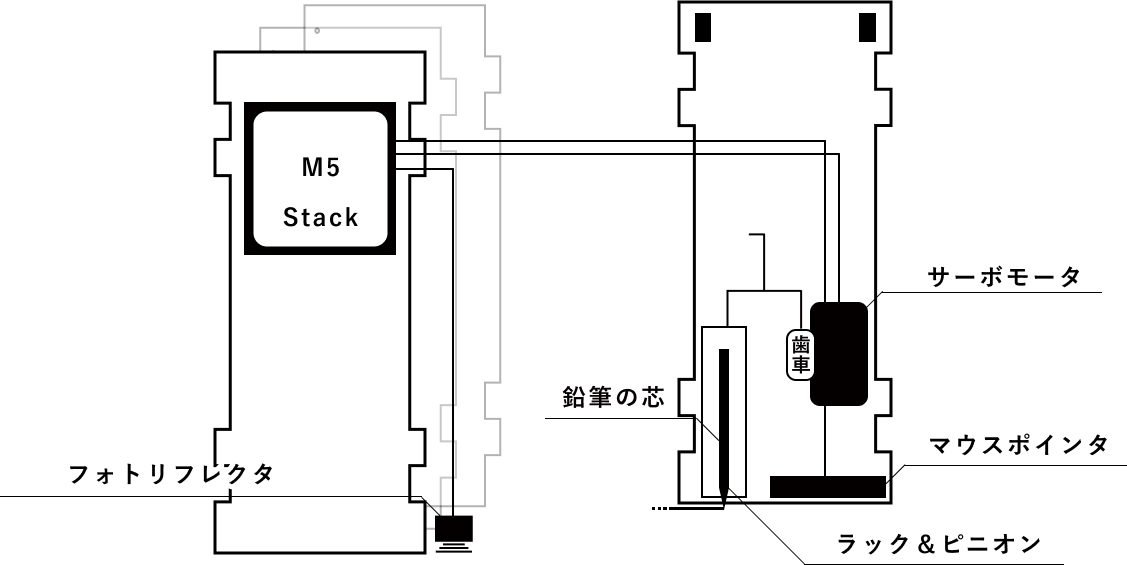 M5
Stack
サーボモータ
歯車
鉛筆の芯
マウスポインタ
フォトリフレクタ
ラック＆ピニオン